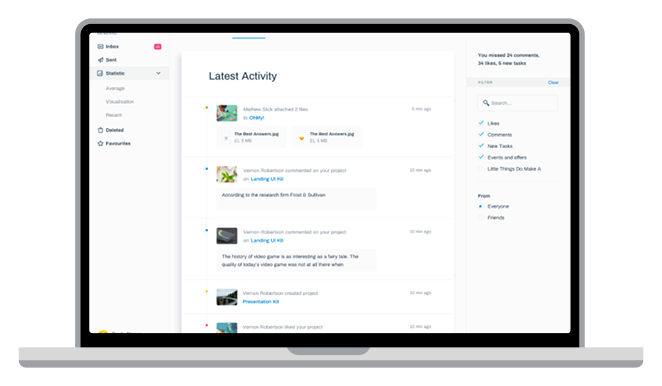 Inbox
Sent
Statistic
Average
Visualisation
Recent
Deleted
Favourites
Latest Activity
Mathew Slick attached 2 files
to OhMy!
5 min ago
The Best Answers.jpg
21, 5 MB
The Best Answers.jpg
21, 5 MB
Vernon Robertson commented on your project
on Landing UI Kit
10 min ago
According to the research firm Frost & Sullivan
Vernon Robertson commented on your project
on Landing UI Kit
10 min ago
The history of video game is as interesting as a fairy tale. The
quality of today's video game was not at all there when
Vernon Robertson created project
Presentation Kit
10 min ago
Vernon Robertson liked your project
10 min ago
You missed 24 comments,
34 likes, 5 new tasks
FILTER
Clear
Search...
Likes
Comments
New Tasks
Events and offers
Little Things Do Make A
From
Everyone
Friends